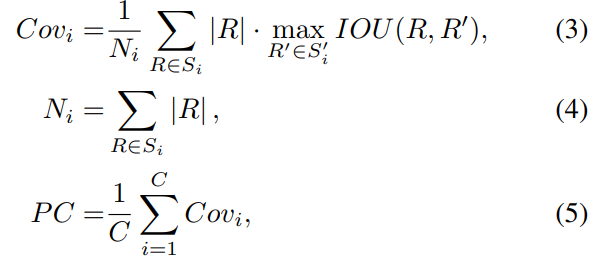 Cov_i = \frac{1}{N_i} \sum_{R \in S_i} |R| \cdot \max_{R' \in S'_i} IOU(R, R'), (3)
N_i = \sum_{R \in S_i} |R| , (4)
PC = \frac{1}{C} \sum_{i=1}^{C} Cov_i, (5)